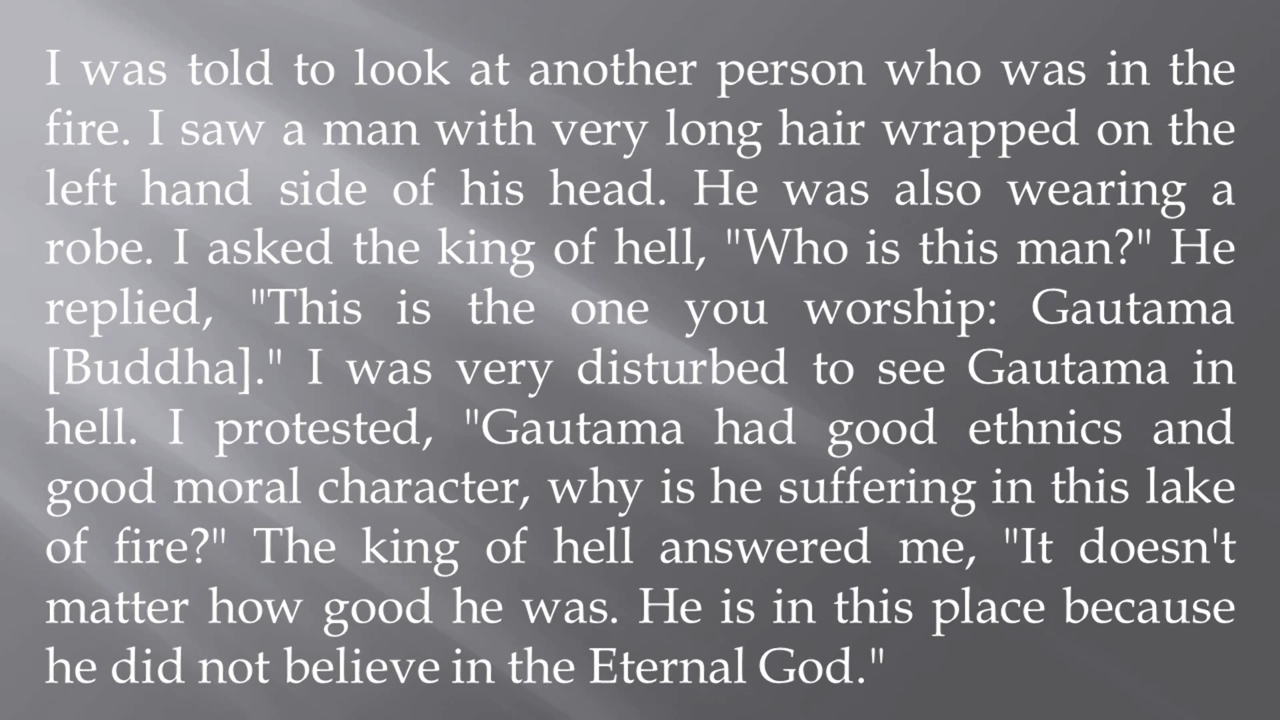 I was told to look at another person who was in the
fire. I saw a man with very long hair wrapped on the
left hand side of his head. He was also wearing a
robe. I asked the king of hell, "Who is this man?" He
replied, "This is the one you worship: Gautama
[Buddha]." I was very disturbed to see Gautama in
hell. I protested, "Gautama had good ethnics and
good moral character, why is he suffering in this lake
of fire?" The king of hell answered me, "It doesn't
matter how good he was. He is in this place because
he did not believe in the Eternal God."